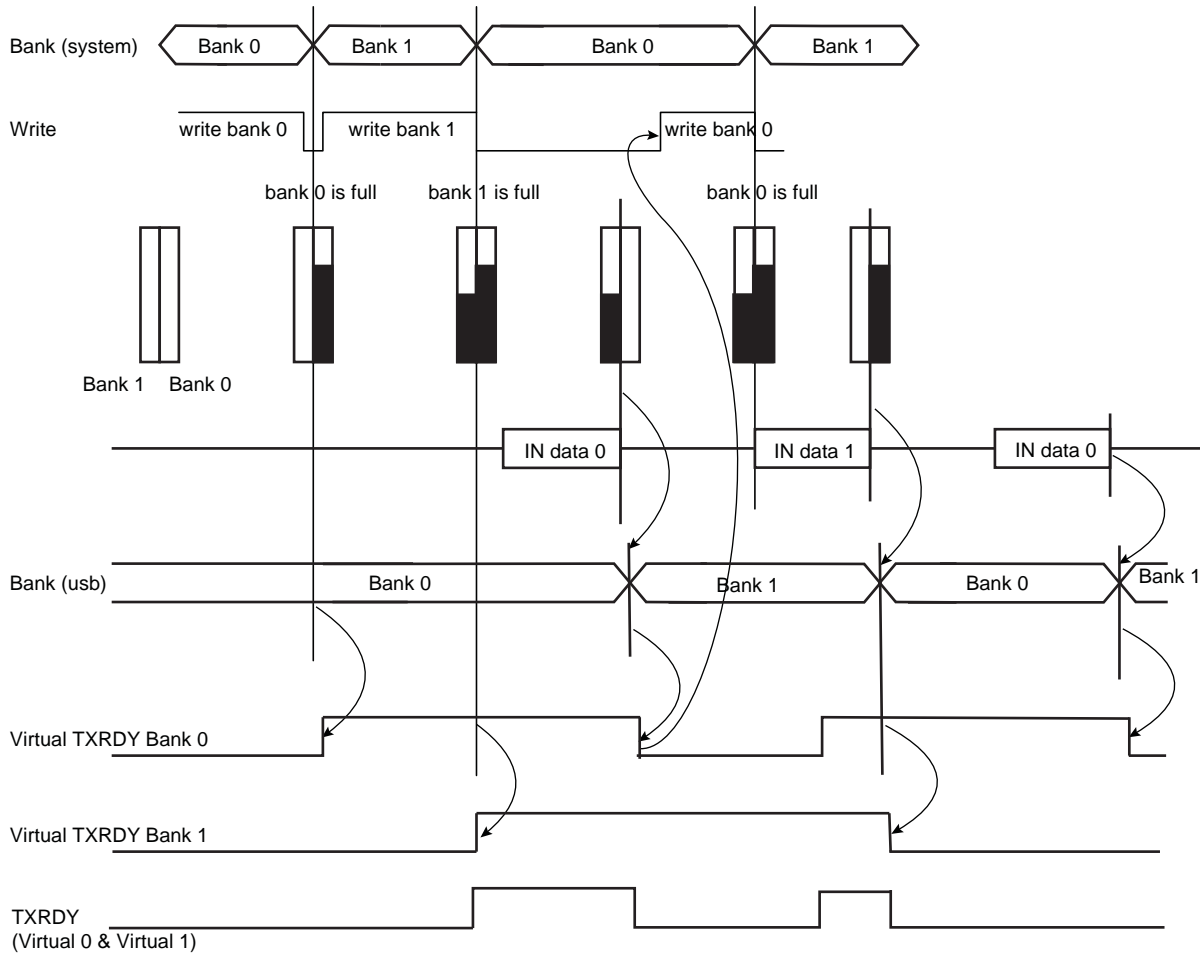 Bank (system)
Bank 0
Bank 1
Bank 0
Bank 1
Write
write bank 0
write bank 1
write bank 0
bank 0 is full
bank 1 is full
bank 0 is full
Bank 1
Bank 0
IN data 0
IN data 1
IN data 0
Bank (usb)
Bank 0
Bank 1
Bank 0
Bank 1
Virtual TXRDY Bank 0
Virtual TXRDY Bank 1
TXRDY
(Virtual 0 & Virtual 1)